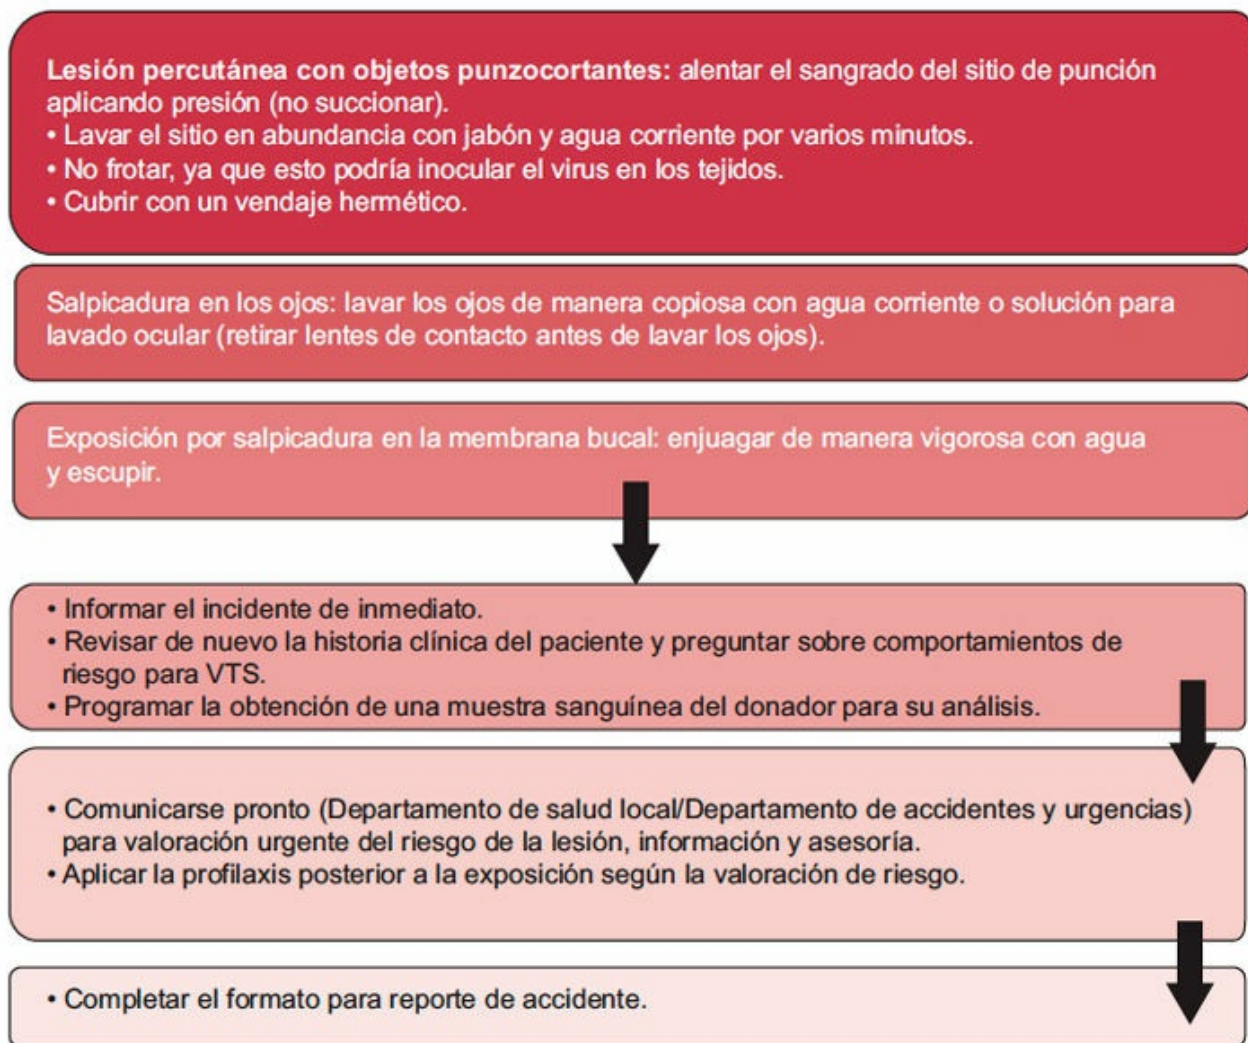 Lesión percutánea con objetos punzocortantes: alentar el sangrado del sitio de punción
aplicando presión (no succionar).
• Lavar el sitio en abundancia con jabón y agua corriente por varios minutos.
• No frotar, ya que esto podría inocular el virus en los tejidos.
• Cubrir con un vendaje hermético.
Salpicadura en los ojos: lavar los ojos de manera copiosa con agua corriente o solución para
lavado ocular (retirar lentes de contacto antes de lavar los ojos).
Exposición por salpicadura en la membrana bucal: enjuagar de manera vigorosa con agua
y escupir.
• Informar el incidente de inmediato.
• Revisar de nuevo la historia clínica del paciente y preguntar sobre comportamientos de
riesgo para VTS.
• Programar la obtención de una muestra sanguínea del donador para su análisis.
• Comunicarse pronto (Departamento de salud local/Departamento de accidentes y urgencias)
para valoración urgente del riesgo de la lesión, información y asesoría.
• Aplicar la profilaxis posterior a la exposición según la valoración de riesgo.
• Completar el formato para reporte de accidente.